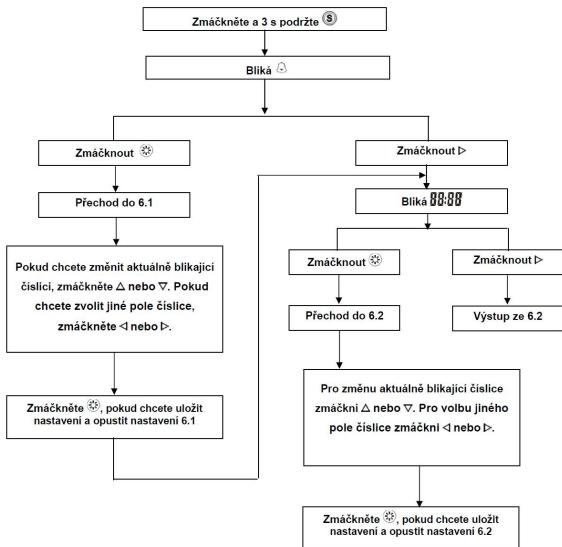 Zmáčkněte a 3 s podržte Ⓢ
Bliká
Zmáčknout
Přechod do 6.1
Pokud chcete změnit aktuálně blikající
číslici, zmáčkněte △ nebo ▽. Pokud
chcete zvolit jiné pole číslice,
zmáčkněte ◁ nebo ▷.
Zmáčkněte , pokud chcete uložit
nastavení a opustit nastavení 6.1
Zmáčknout ▷
Bliká 88:88
Zmáčknout
Přechod do 6.2
Pro změnu aktuálně blikající číslice
zmáčkni △ nebo ▽. Pro volbu jiného
pole číslice zmáčkni ◁ nebo ▷.
Zmáčkněte , pokud chcete uložit
nastavení a opustit nastavení 6.2
Zmáčknout ▷
Výstup ze 6.2